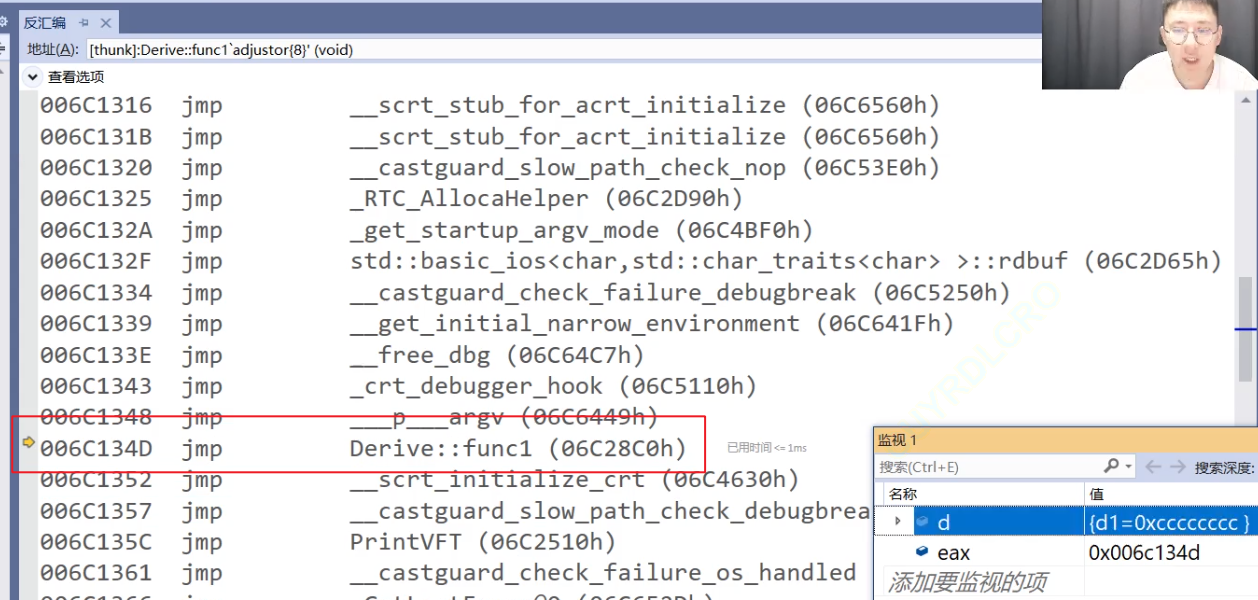 反汇编
地址(A): [thunk]:Derive::func1`adjustor{8}' (void)
查看选项
006C1316 jmp __scrt_stub_for_acrt_initialize (06C6560h)
006C131B jmp __scrt_stub_for_acrt_initialize (06C6560h)
006C1320 jmp __castguard_slow_path_check_nop (06C53E0h)
006C1325 jmp _RTC_AllocaHelper (06C2D90h)
006C132A jmp _get_startup_argv_mode (06C4BF0h)
006C132F jmp std::basic_ios<char,std::char_traits<char> >::rdbuf (06C2D65h)
006C1334 jmp __castguard_check_failure_debugbreak (06C5250h)
006C1339 jmp __get_initial_narrow_environment (06C641Fh)
006C133E jmp __free_dbg (06C64C7h)
006C1343 jmp _crt_debugger_hook (06C5110h)
006C1348 jmp ___p___argv (06C6449h)
006C134D jmp Derive::func1 (06C28C0h) 已用时间 <= 1ms
006C1352 jmp __scrt_initialize_crt (06C4630h)
006C1357 jmp __castguard_slow_path_check_debugbrea
006C135C jmp PrintVFT (06C2510h)
006C1361 jmp __castguard_check_failure_os_handled
监视 1
搜索(Ctrl+E) 搜索深度:
名称 值
d {d1=0xcccccccc }
eax 0x006c134d
添加要监视的项